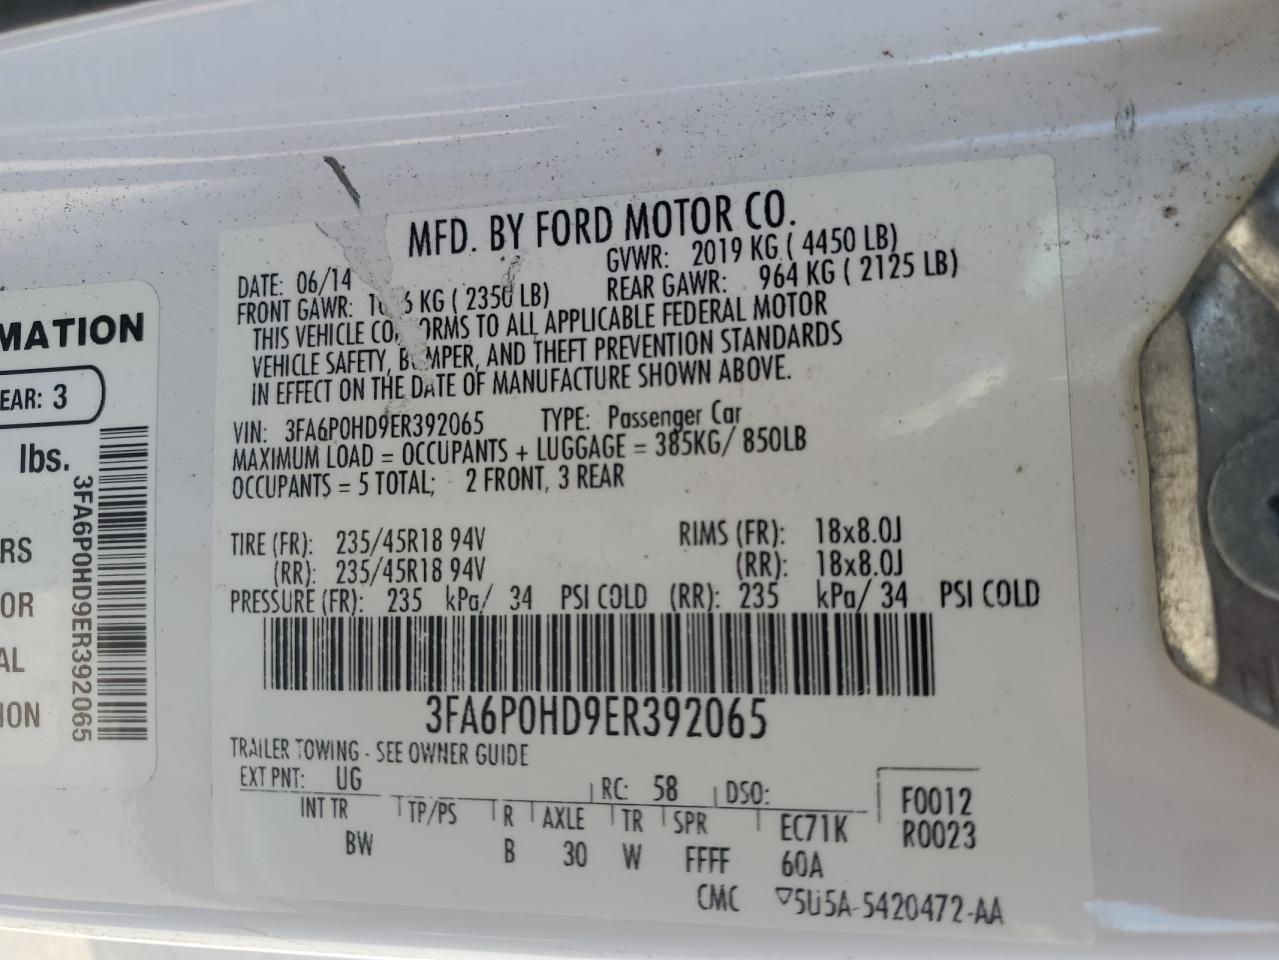 MFD. BY FORD MOTOR CO.
DATE: 06/14 GVWR: 2019 KG ( 4450 LB)
FRONT GAWR: KG ( 2350 LB) REAR GAWR: 964 KG ( 2125 LB)
THIS VEHICLE CONFORMS TO ALL APPLICABLE FEDERAL MOTOR
VEHICLE SAFETY, BUMPER, AND THEFT PREVENTION STANDARDS
IN EFFECT ON THE DATE OF MANUFACTURE SHOWN ABOVE.
VIN: 3FA6P0HD9ER392065 TYPE: Passenger Car
MAXIMUM LOAD = OCCUPANTS + LUGGAGE = 385KG/ 850LB
OCCUPANTS = 5 TOTAL; 2 FRONT, 3 REAR
TIRE (FR): 235/45R18 94V RIMS (FR): 18x8.0J
(RR): 235/45R18 94V (RR): 18x8.0J
PRESSURE (FR): 235 kPa/ 34 PSI COLD (RR): 235 kPa/ 34 PSI COLD
3FA6P0HD9ER392065
TRAILER TOWING - SEE OWNER GUIDE
EXT PNT: UG RC: 58 DSO: F0012
INT TR TP/PS R AXLE TR SPR EC71K R0023
BW B 30 W FFFF 60A
CMC ▽5U5A-5420472-AA
MATION
EAR: 3
lbs.
RS
OR
AL
ION
3FA6P0HD9ER392065